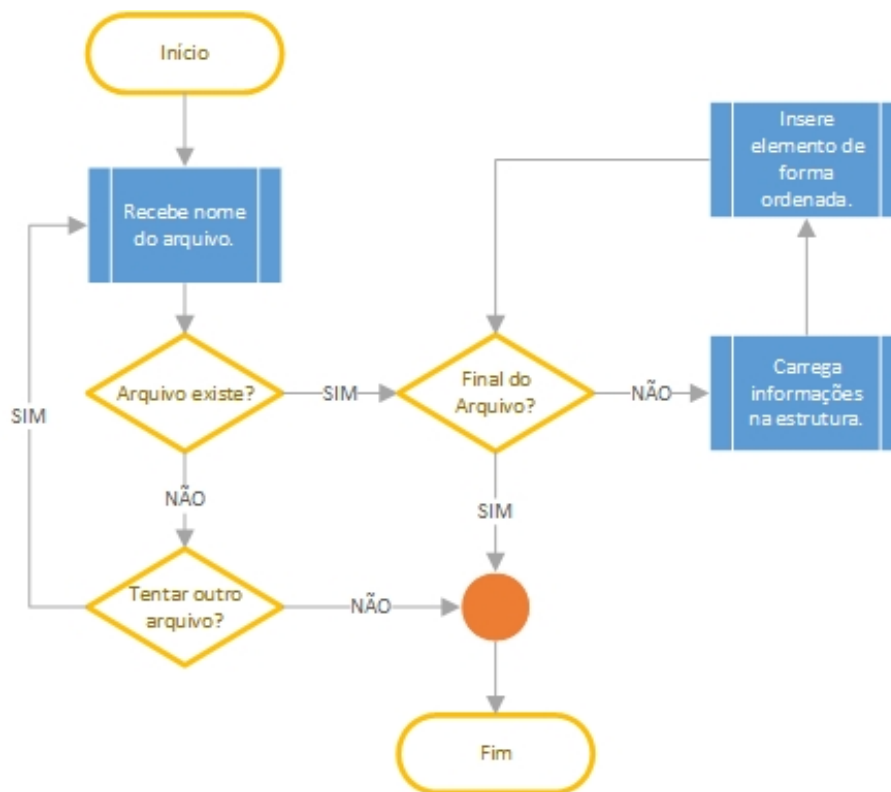 Início
Recebe nome
do arquivo.
Arquivo existe?
SIM
Final do
Arquivo?
NÃO
Carrega
informações
na estrutura.
Insere
elemento de
forma
ordenada.
SIM
NÃO
Tentar outro
arquivo?
NÃO
SIM
Fim